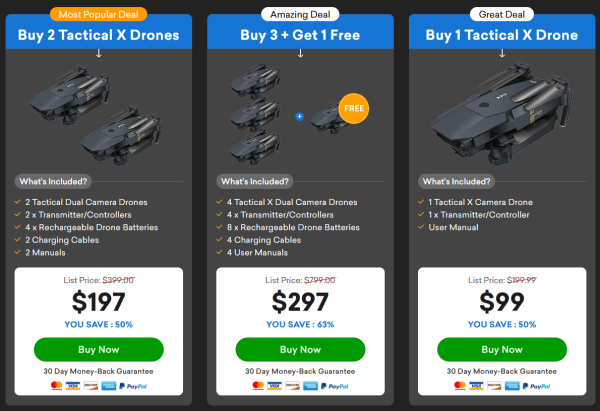 Most Popular Deal
Buy 2 Tactical X Drones
What's Included?
2 Tactical Dual Camera Drones
2 x Transmitter/Controllers
4 x Rechargeable Drone Batteries
2 Charging Cables
2 Manuals
List Price: $399.00
$197
YOU SAVE : 50%
Buy Now
30 Day Money-Back Guarantee
VISA DISCOVER PayPal
Amazing Deal
Buy 3 + Get 1 Free
+
FREE
What's Included?
4 Tactical X Dual Camera Drones
4 x Transmitter/Controllers
8 x Rechargeable Drone Batteries
4 Charging Cables
4 User Manuals
List Price: $799.00
$297
YOU SAVE : 63%
Buy Now
30 Day Money-Back Guarantee
VISA DISCOVER PayPal
Great Deal
Buy 1 Tactical X Drone
What's Included?
1 Tactical X Camera Drone
1 x Transmitter/Controller
User Manual
List Price: $199.99
$99
YOU SAVE : 50%
Buy Now
30 Day Money-Back Guarantee
VISA DISCOVER PayPal